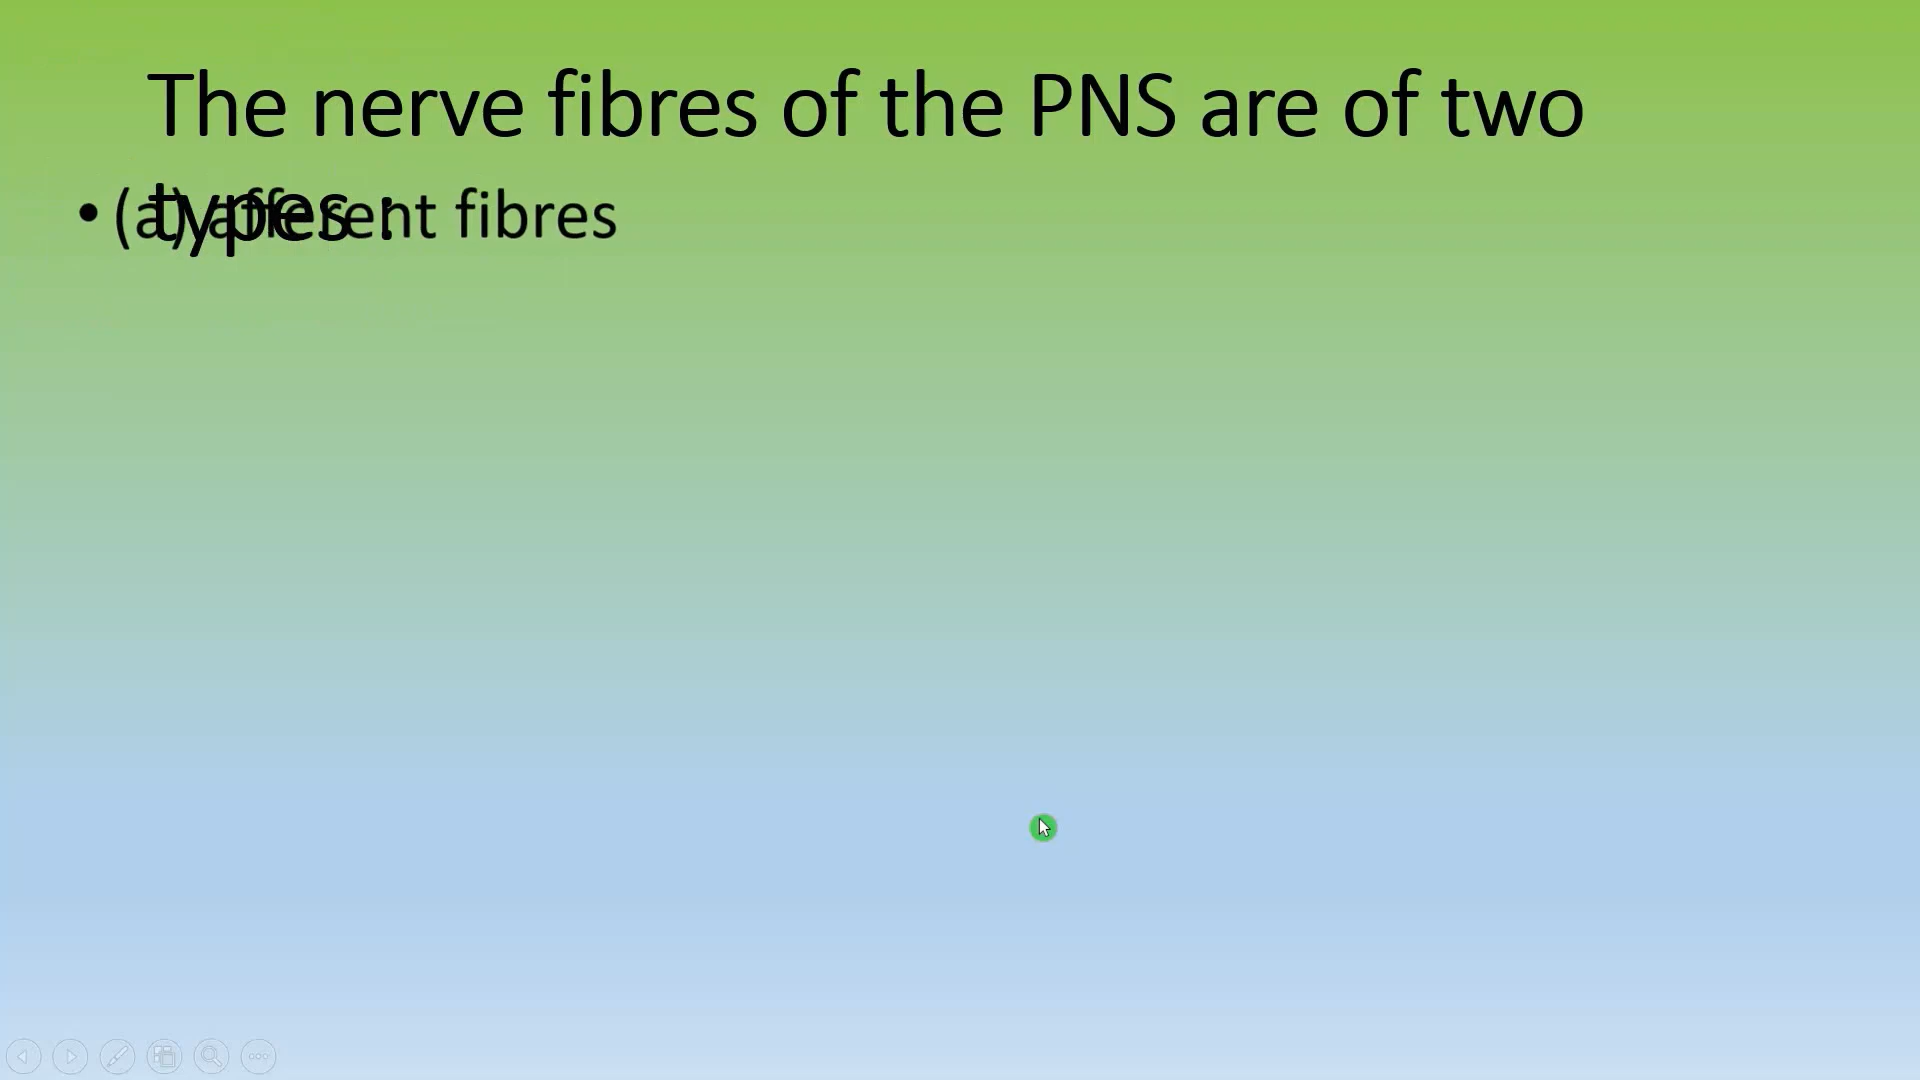 The nerve fibres of the PNS are of two
types :
• (a) afferent fibres